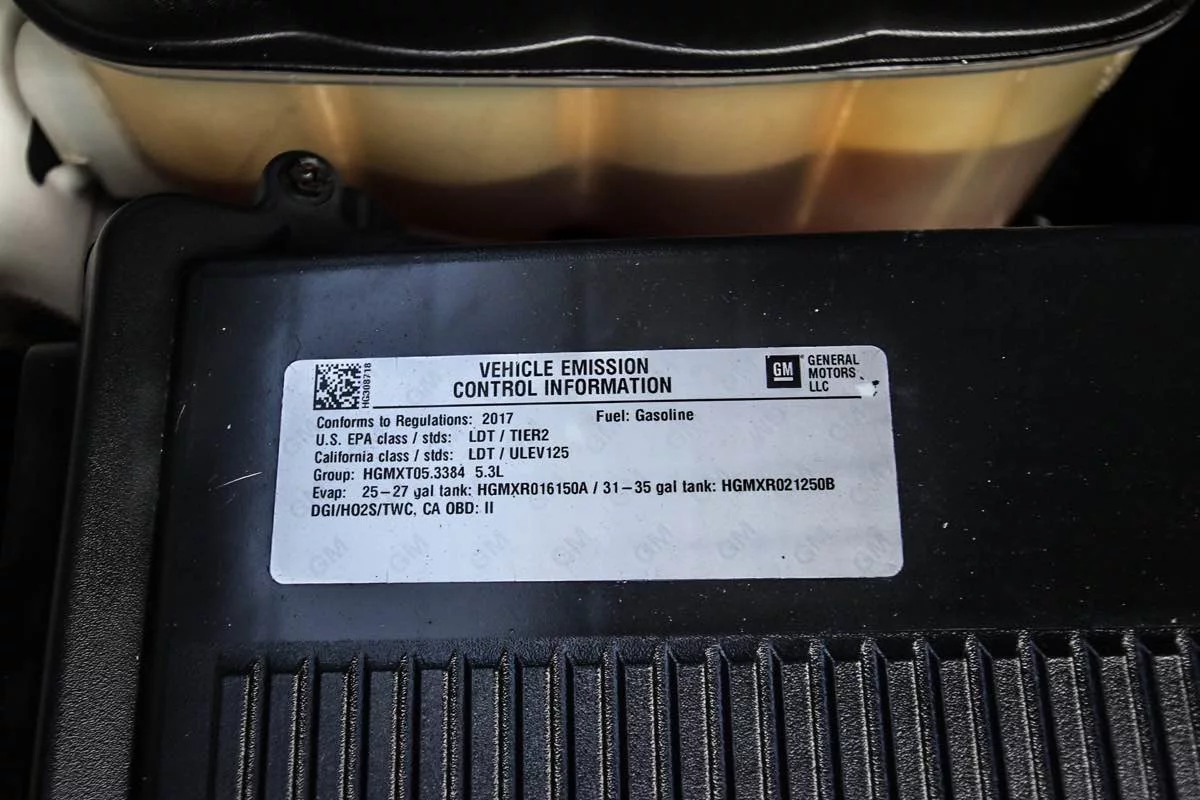 VEHICLE EMISSION
CONTROL INFORMATION
GM
GENERAL
MOTORS
LLC
HG308718
Conforms to Regulations: 2017 Fuel: Gasoline
U.S. EPA class / stds: LDT / TIER2
California class / stds: LDT / ULEV125
Group: HGMXT05.3384 5.3L
Evap: 25–27 gal tank: HGMXR016150A / 31–35 gal tank: HGMXR021250B
DGI/HO2S/TWC, CA OBD: II